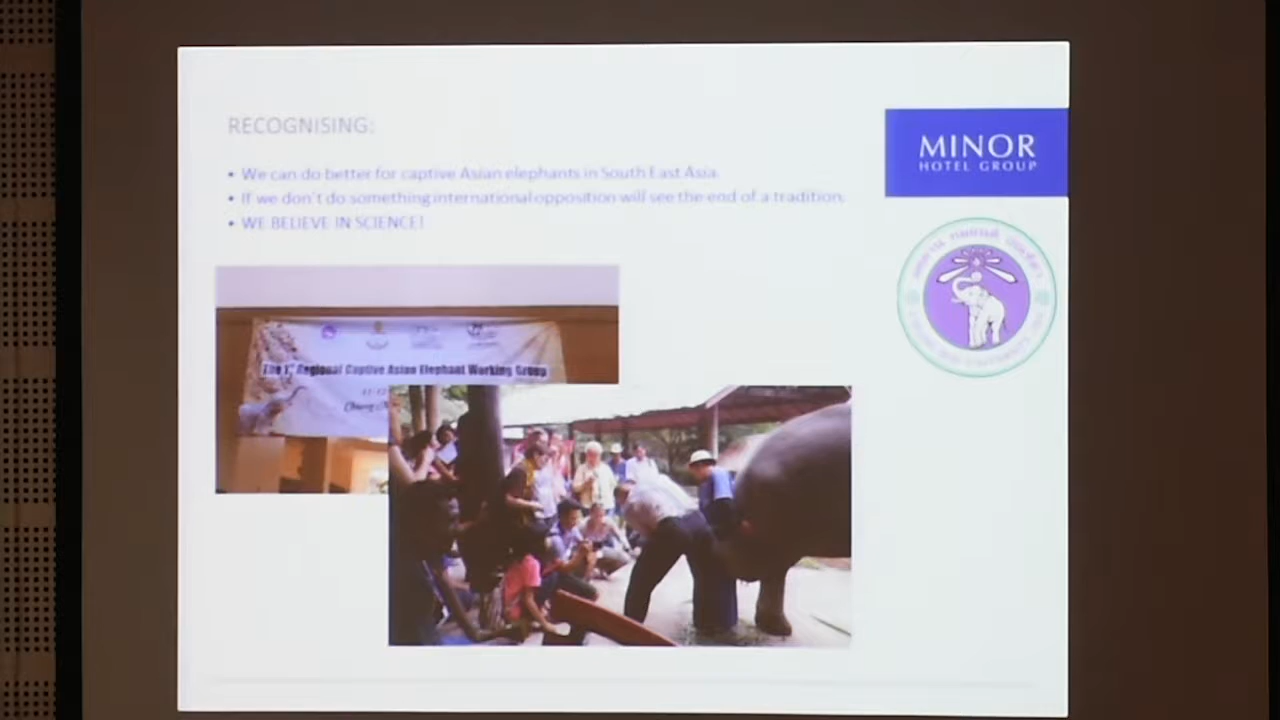 RECOGNISING:
• We can do better for captive Asian elephants in South East Asia.
• If we don't do something international opposition will see the end of a tradition.
• WE BELIEVE IN SCIENCE!
MINOR
HOTEL GROUP
The 1st Regional Captive Asian Elephant Working Group